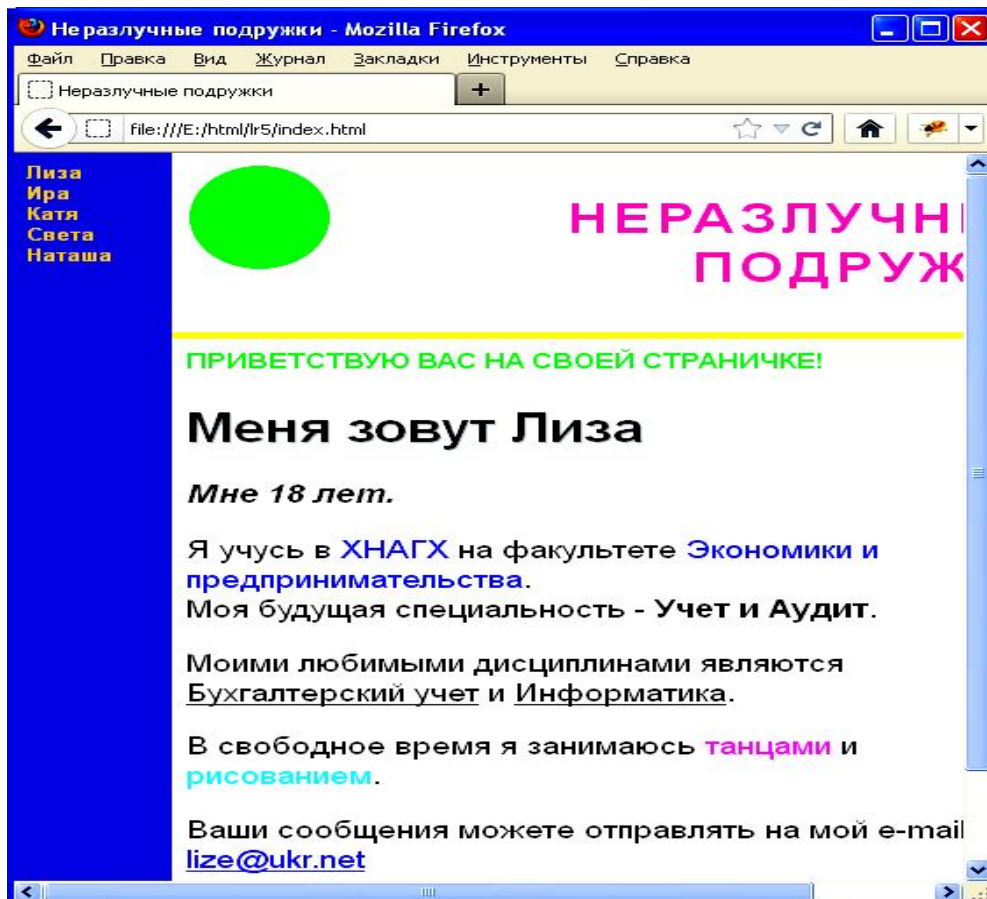 Неразлучные подружки - Mozilla Firefox
Файл Правка Вид Журнал Закладки Инструменты Справка
Неразлучные подружки +
file:///E:/html/lr5/index.html
Лиза
Ира
Катя
Света
Наташа
НЕРАЗЛУЧН
ПОДРУЖ
ПРИВЕТСТВУЮ ВАС НА СВОЕЙ СТРАНИЧКЕ!
Меня зовут Лиза
Мне 18 лет.
Я учусь в ХНАГХ на факультете Экономики и
предпринимательства.
Моя будущая специальность - Учет и Аудит.
Моими любимыми дисциплинами являются
Бухгалтерский учет и Информатика.
В свободное время я занимаюсь танцами и
рисованием.
Ваши сообщения можете отправлять на мой e-mail
lize@ukr.net